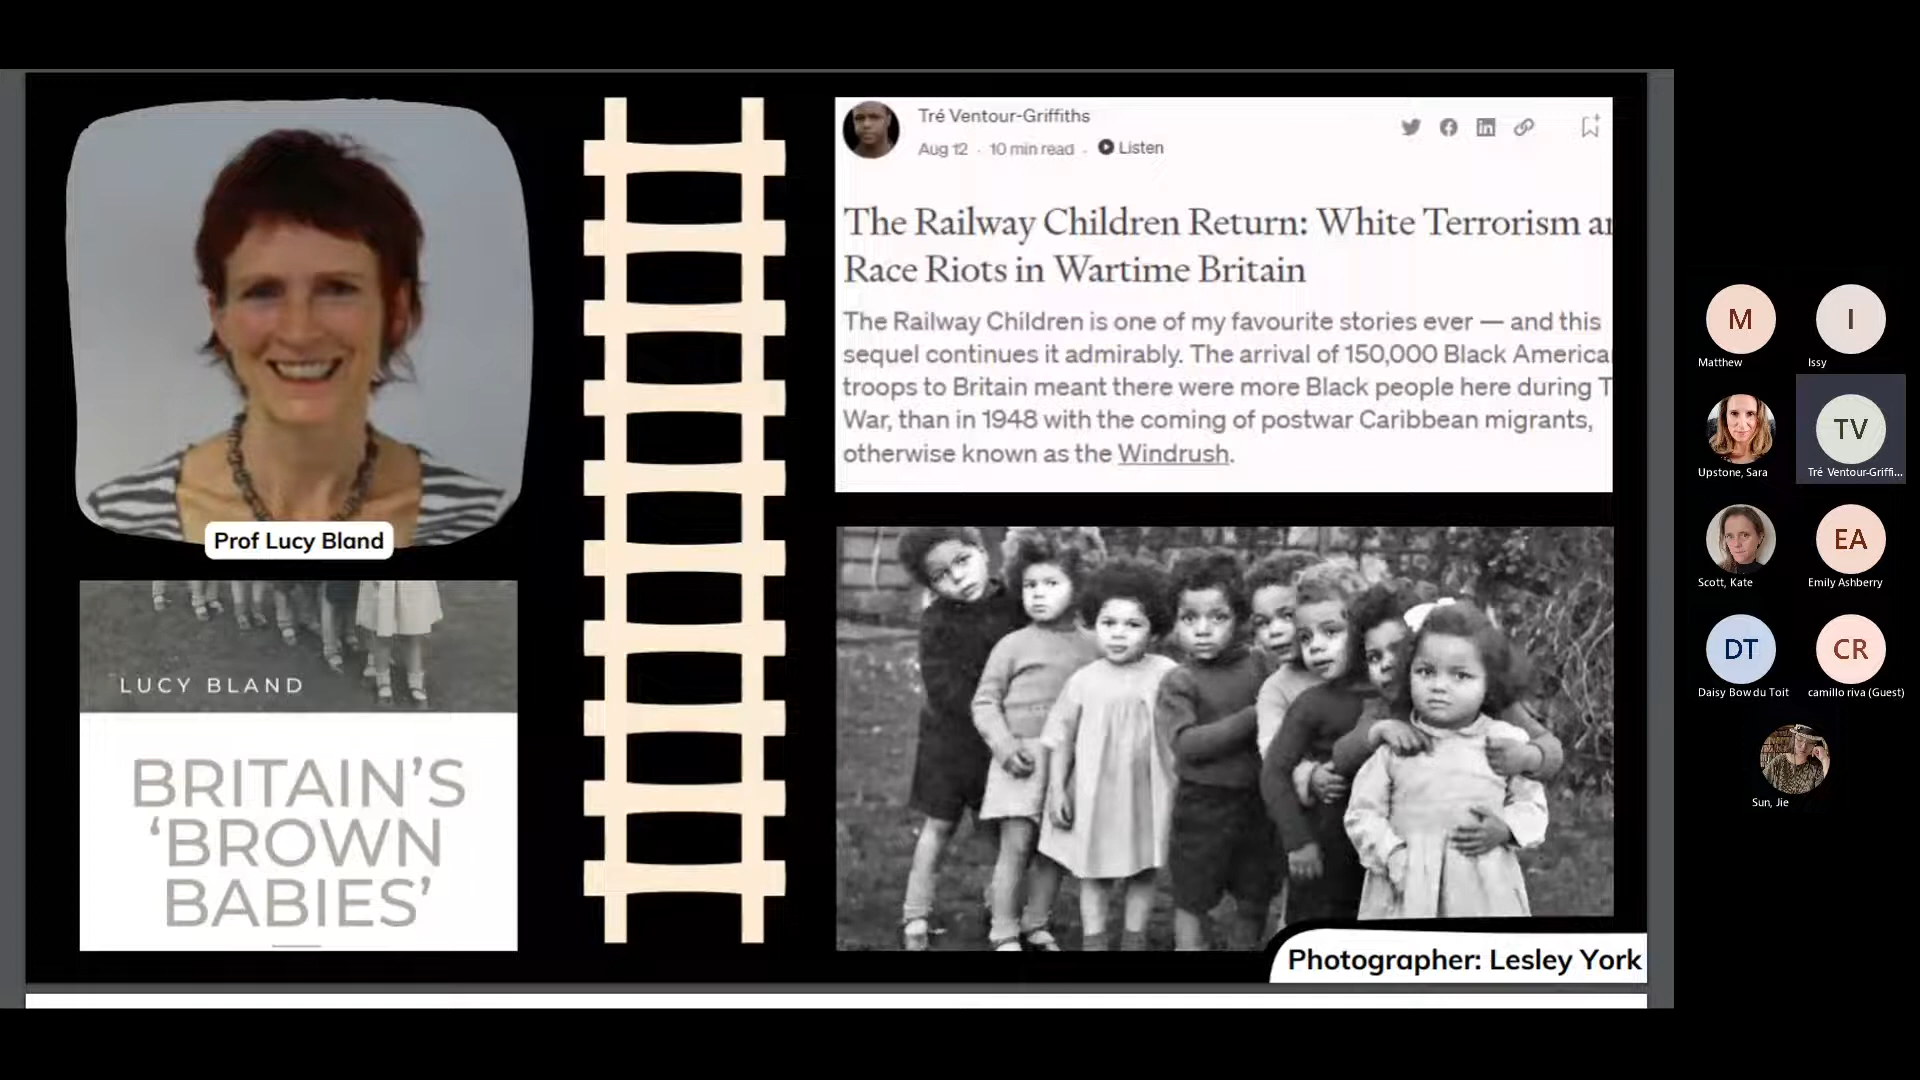 Prof Lucy Bland
LUCY BLAND
BRITAIN'S
'BROWN
BABIES'
Tré Ventour-Griffiths
Aug 12 · 10 min read · Listen
The Railway Children Return: White Terrorism ar
Race Riots in Wartime Britain
The Railway Children is one of my favourite stories ever — and this
sequel continues it admirably. The arrival of 150,000 Black America
troops to Britain meant there were more Black people here during T
War, than in 1948 with the coming of postwar Caribbean migrants,
otherwise known as the Windrush.
Photographer: Lesley York
M
Matthew
I
Issy
Upstone, Sara
TV
Tré Ventour-Griffi...
Scott, Kate
EA
Emily Ashberry
DT
Daisy Bow du Toit
CR
camillo riva (Guest)
Sun, Jie